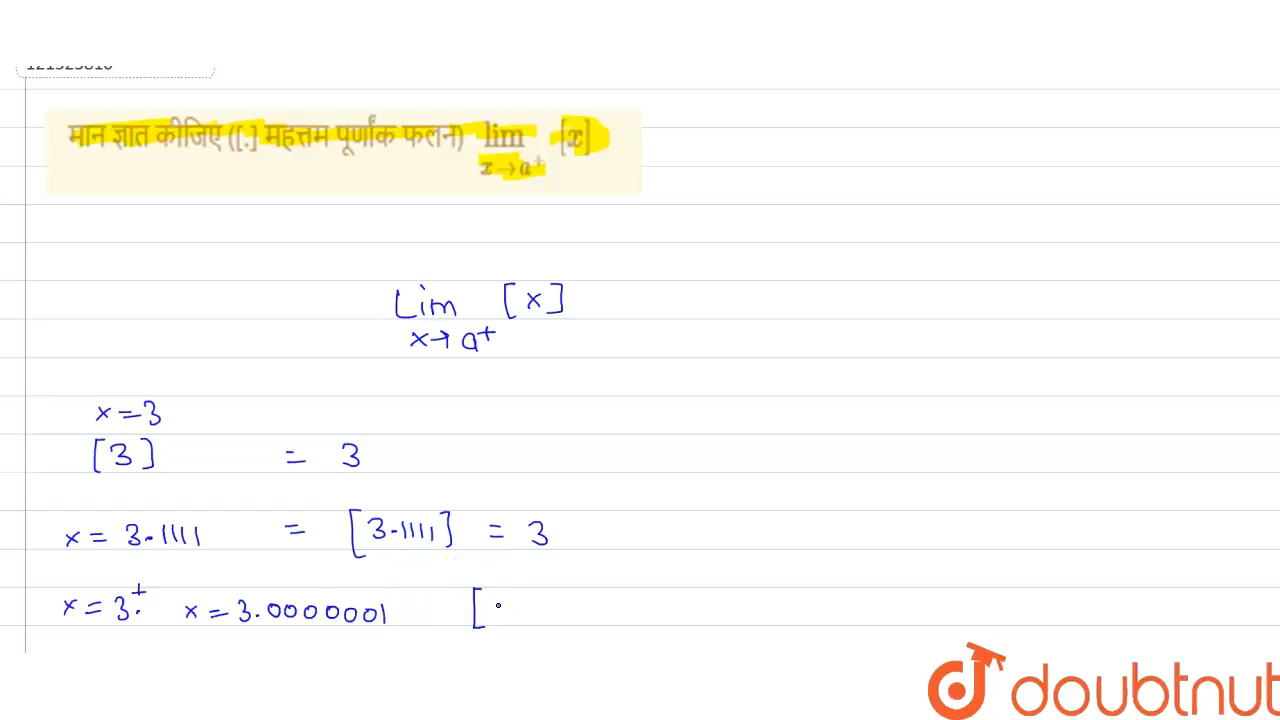 मान ज्ञात कीजिए ([.] महत्तम पूर्णांक फलन) lim x→a⁺ [x]
Lim [x]
x→ a⁺
x=3
[3] = 3
x = 3.1111 = [3.1111] = 3
x = 3⁺. x = 3.0000001 [
doubtnut